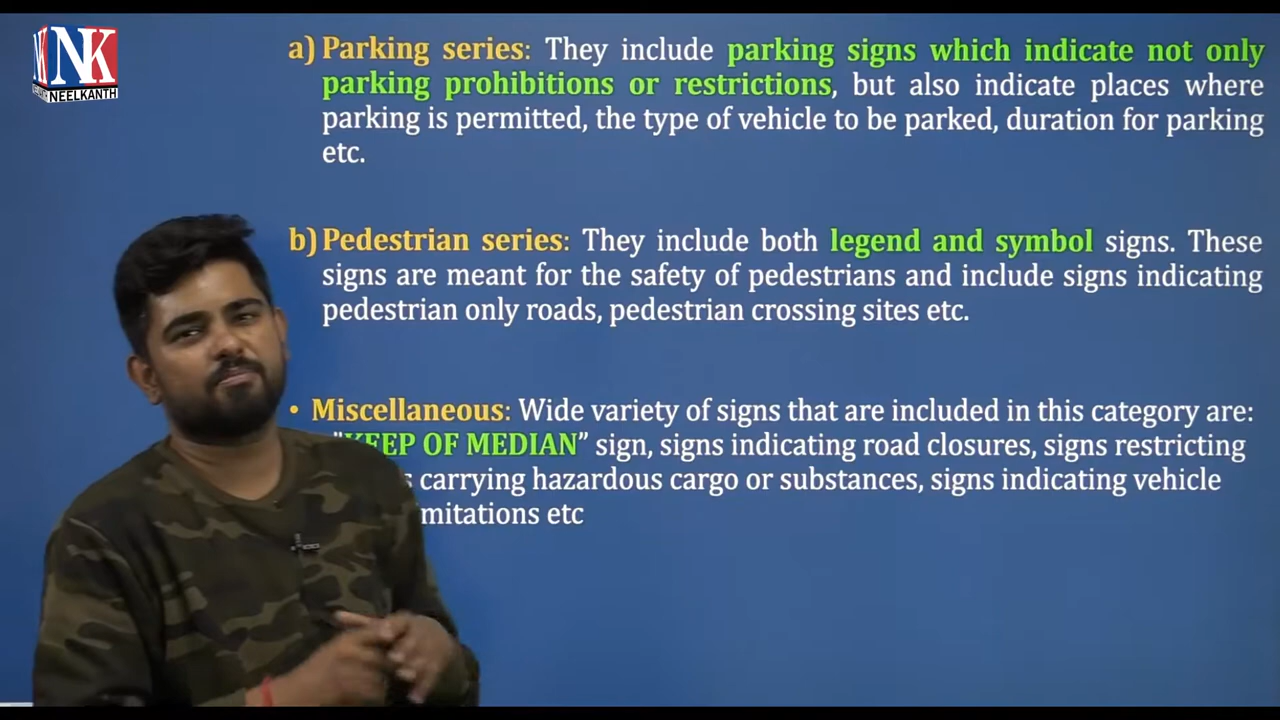 NK
NEELKANTH
a) Parking series: They include parking signs which indicate not only
parking prohibitions or restrictions, but also indicate places where
parking is permitted, the type of vehicle to be parked, duration for parking
etc.
b) Pedestrian series: They include both legend and symbol signs. These
signs are meant for the safety of pedestrians and include signs indicating
pedestrian only roads, pedestrian crossing sites etc.
• Miscellaneous: Wide variety of signs that are included in this category are:
"KEEP OF MEDIAN” sign, signs indicating road closures, signs restricting
carrying hazardous cargo or substances, signs indicating vehicle
etc